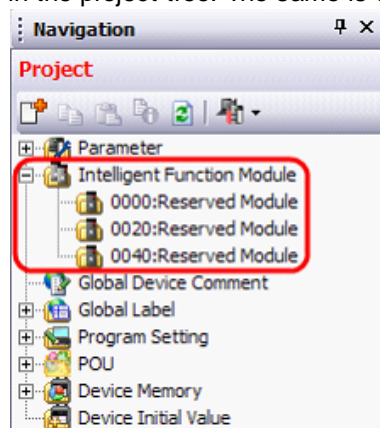 in the project tree. The same is
Navigation
Project
Parameter
Intelligent Function Module
0000:Reserved Module
0020:Reserved Module
0040:Reserved Module
Global Device Comment
Global Label
Program Setting
POU
Device Memory
Device Initial Value